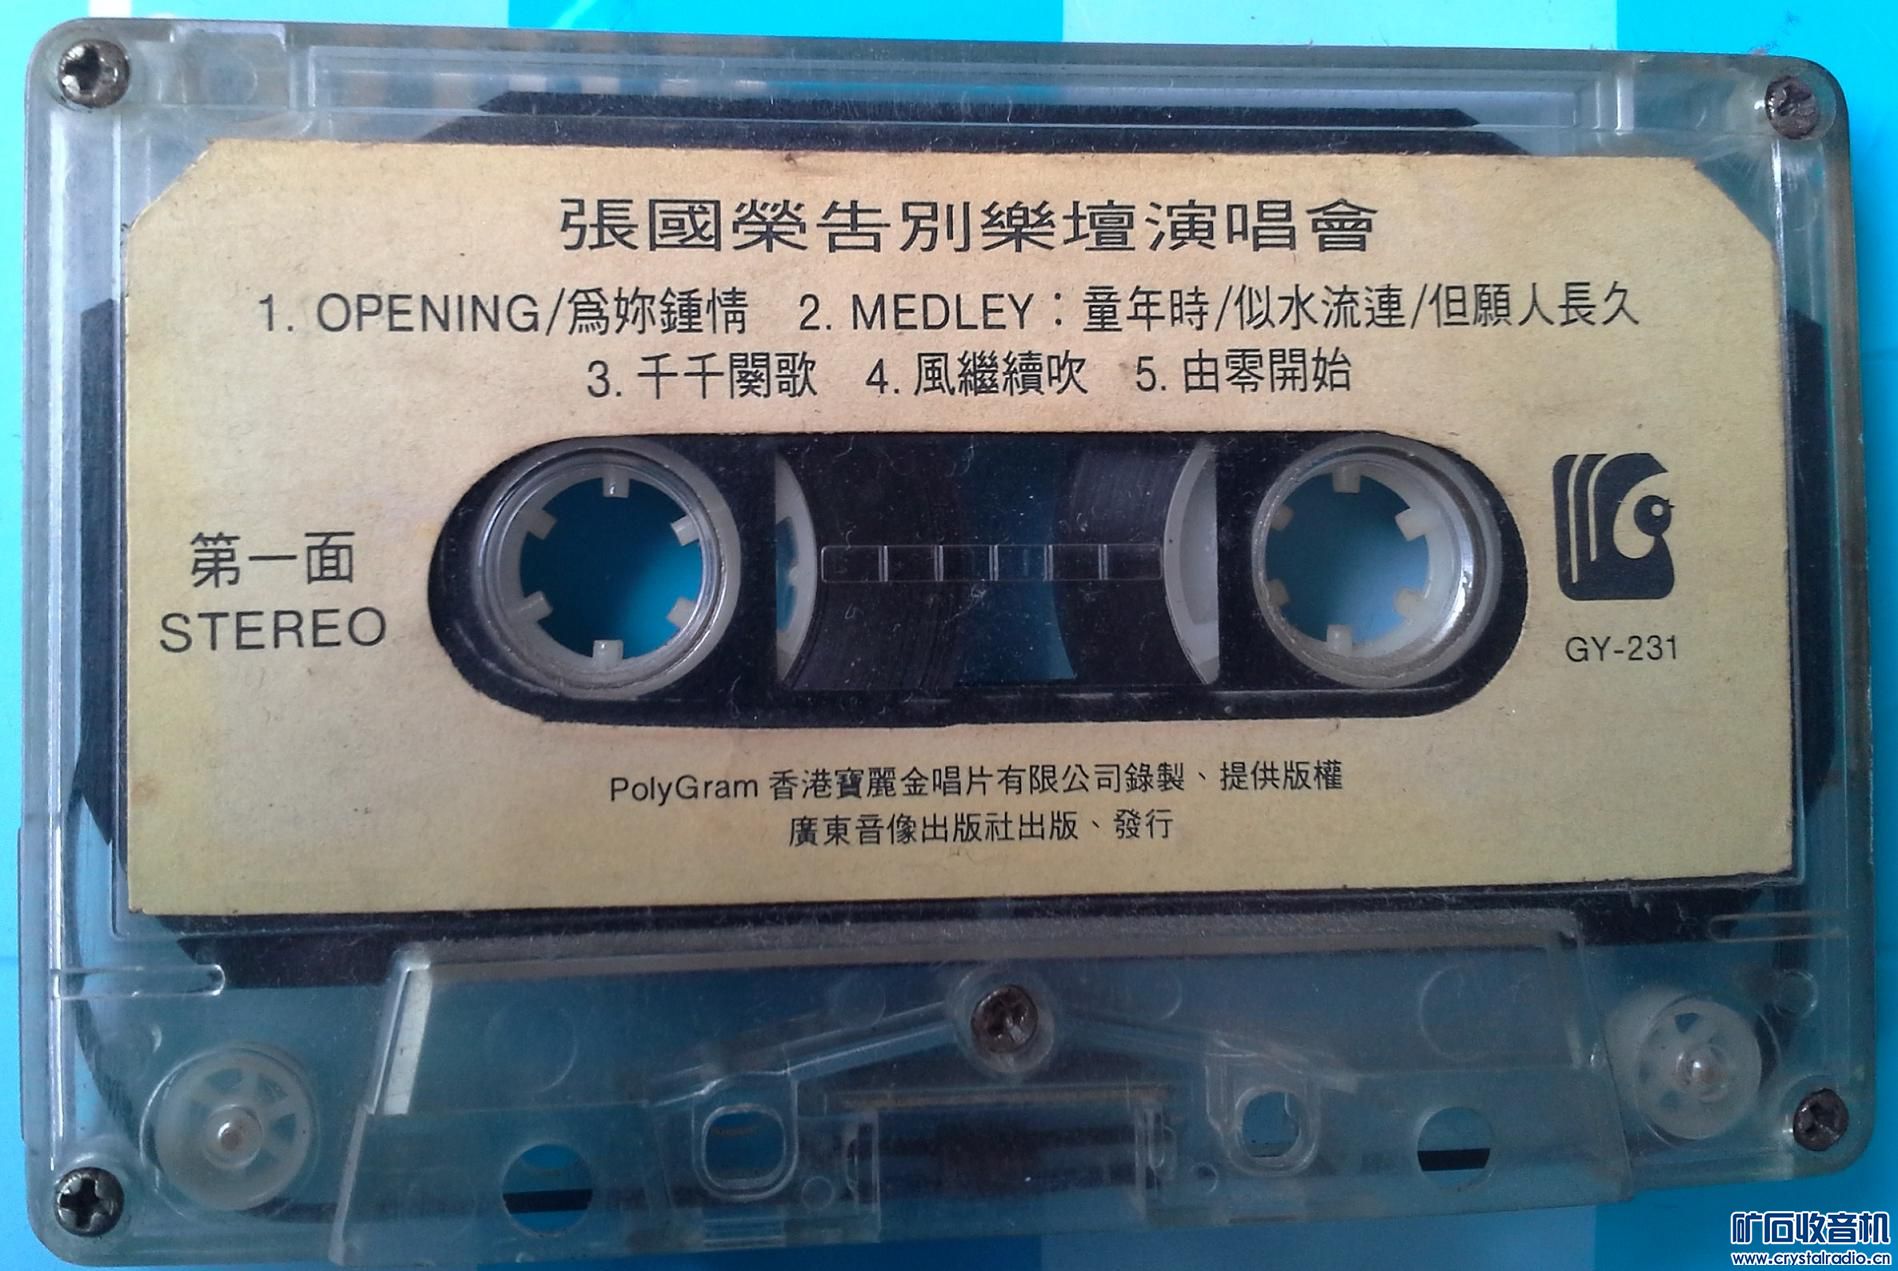 張國榮告別樂壇演唱會
1. OPENING/爲妳鍾情 2. MEDLEY：童年時/似水流連/但願人長久
3. 千千闋歌 4. 風繼續吹 5. 由零開始
第一面
STEREO
GY-231
PolyGram 香港寶麗金唱片有限公司錄製、提供版權
廣東音像出版社出版、發行
矿石收音机
www.crystalradio.cn